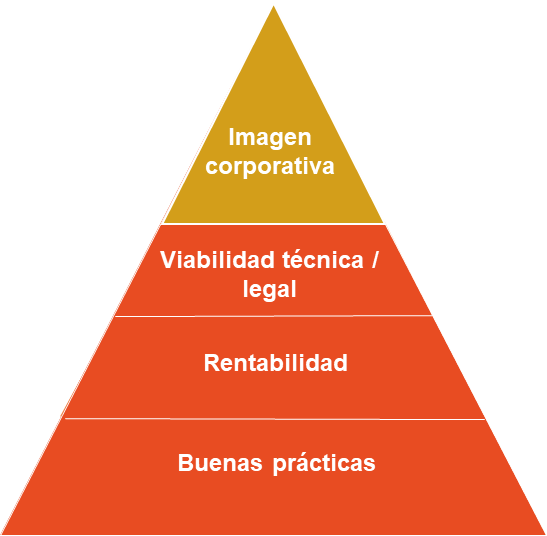 Imagen
corporativa
Viabilidad técnica /
legal
Rentabilidad
Buenas prácticas